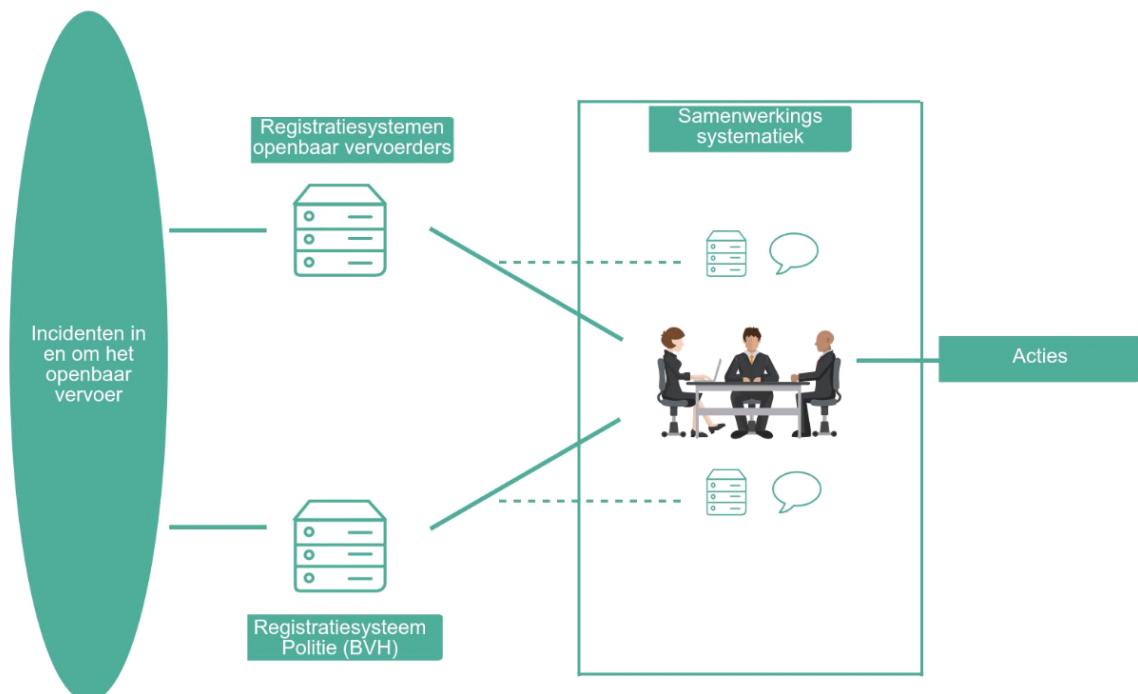 Incidenten in
en om het
openbaar
vervoer
Registratiesystemen
openbaar vervoerders
Registratiesysteem
Politie (BVH)
Samenwerkings
systematiek
Acties